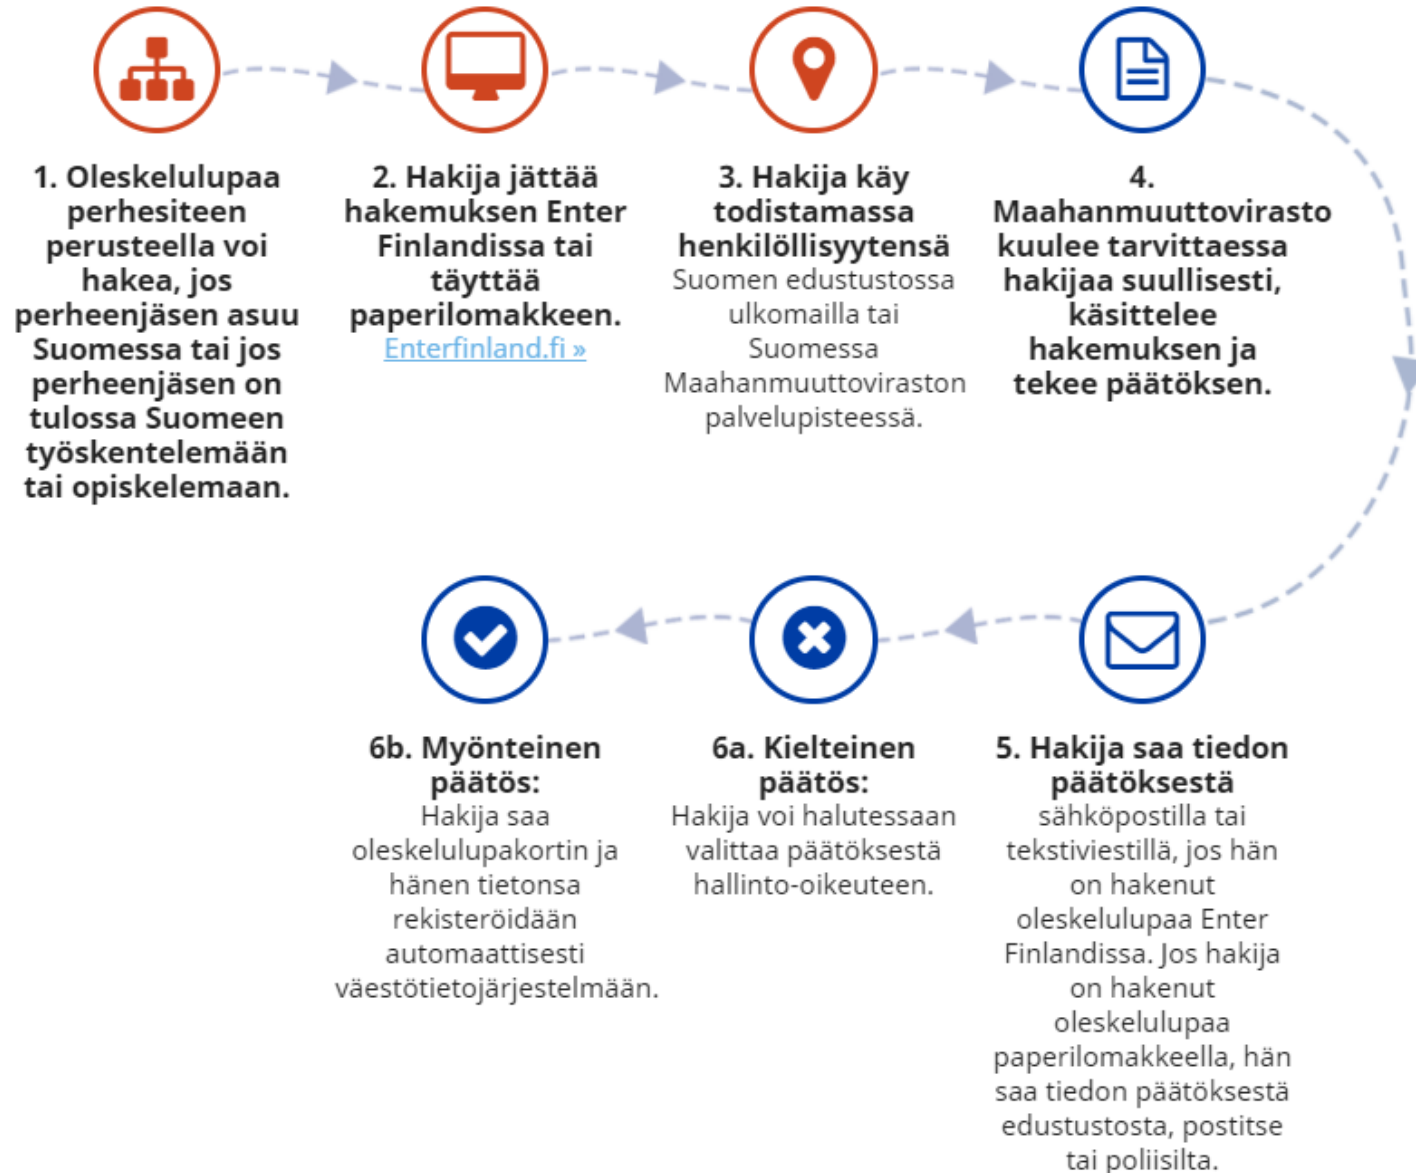 1. Oleskelulupaa
perhesiteen
perusteella voi
hakea, jos
perheenjäsen asuu
Suomessa tai jos
perheenjäsen on
tulossa Suomeen
työskentelemään
tai opiskelemaan.
2. Hakija jättää
hakemuksen Enter
Finlandissa tai
täyttää
paperilomakkeen.
Enterfinland.fi »
3. Hakija käy
todistamassa
henkilöllisyytensä
Suomen edustustossa
ulkomailla tai
Suomessa
Maahanmuuttoviraston
palvelupisteessä.
4.
Maahanmuuttovirasto
kuulee tarvittaessa
hakijaa suullisesti,
käsittelee
hakemuksen ja
tekee päätöksen.
5. Hakija saa tiedon
päätöksestä
sähköpostilla tai
tekstiviestillä, jos hän
on hakenut
oleskelulupaa Enter
Finlandissa. Jos hakija
on hakenut
oleskelulupaa
paperilomakkeella, hän
saa tiedon päätöksestä
edustustosta, postitse
tai poliisilta.
6a. Kielteinen
päätös:
Hakija voi halutessaan
valittaa päätöksestä
hallinto-oikeuteen.
6b. Myönteinen
päätös:
Hakija saa
oleskelulupakortin ja
hänen tietonsa
rekisteröidään
automaattisesti
väestötietojärjestelmään.